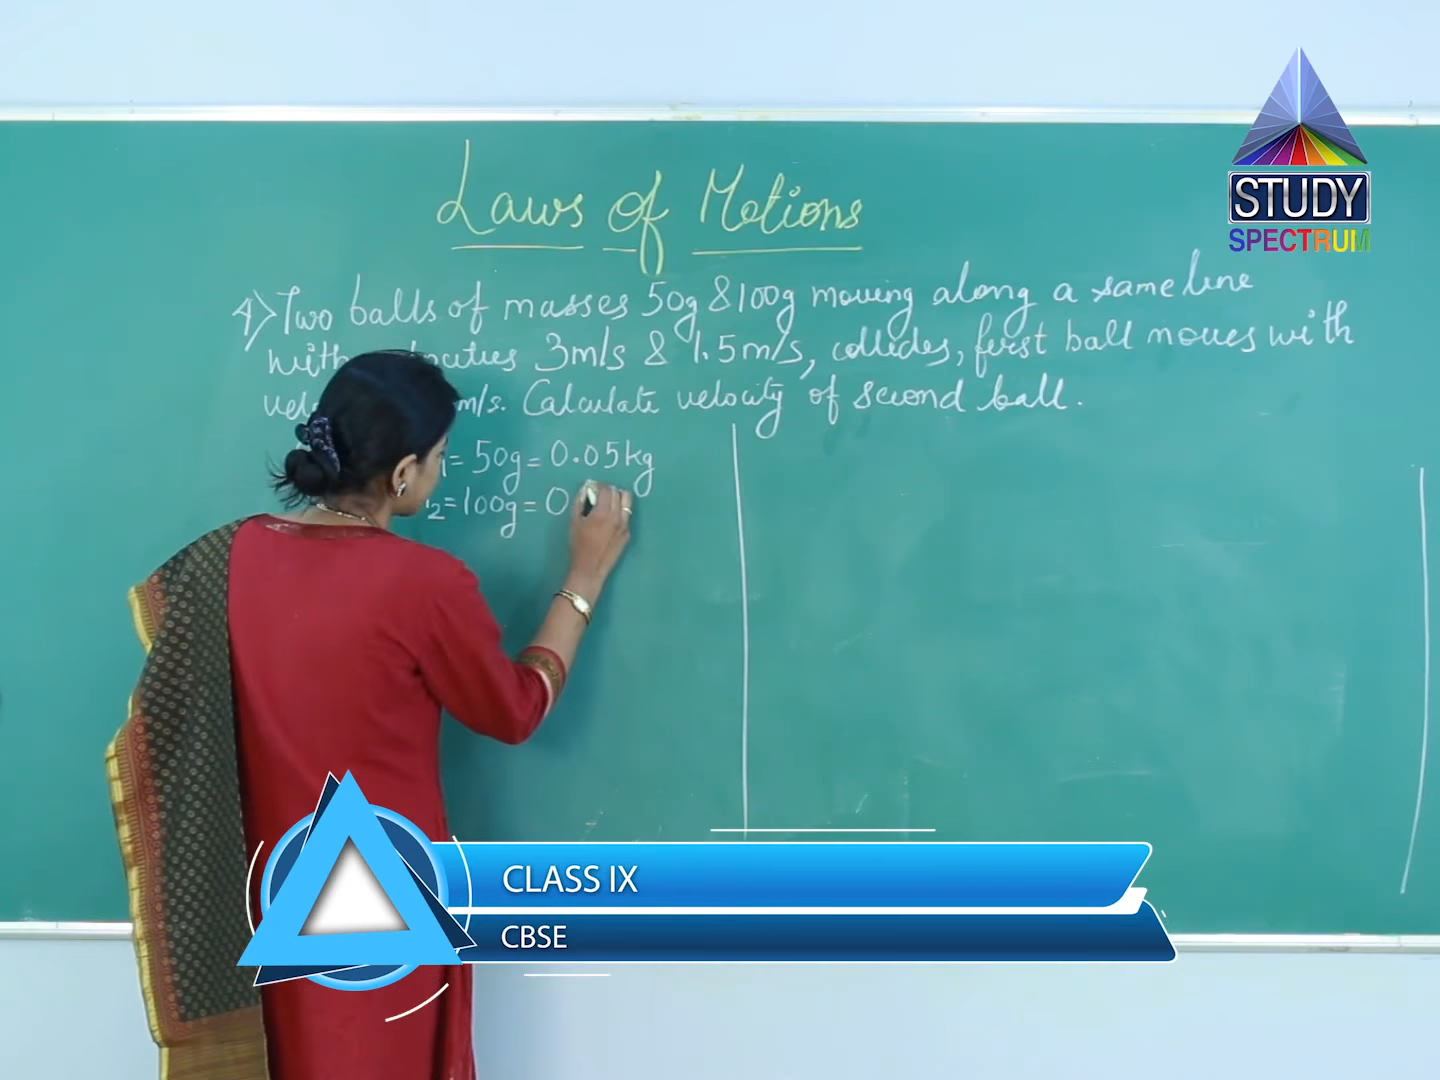 STUDY
SPECTRUM
Laws of Motions
4) Two balls of masses 50g & 100g moving along a same line
with 3m/s & 1.5m/s, collides, first ball moves with
m/s. Calculate velocity of second ball.
= 50g = 0.05kg
2 = 100g = 0
CLASS IX
CBSE